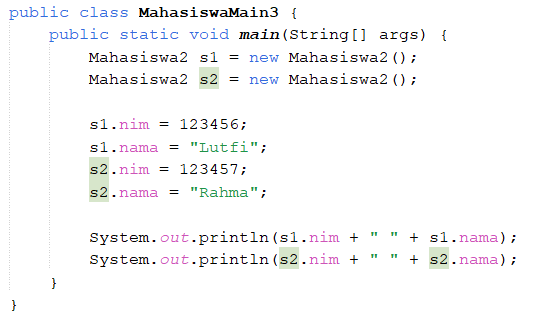 public class MahasiswaMain3 {
    public static void main(String[] args) {
        Mahasiswa2 s1 = new Mahasiswa2();
        Mahasiswa2 s2 = new Mahasiswa2();

        s1.nim = 123456;
        s1.nama = "Lutfi";
        s2.nim = 123457;
        s2.nama = "Rahma";

        System.out.println(s1.nim + " " + s1.nama);
        System.out.println(s2.nim + " " + s2.nama);
    }
}